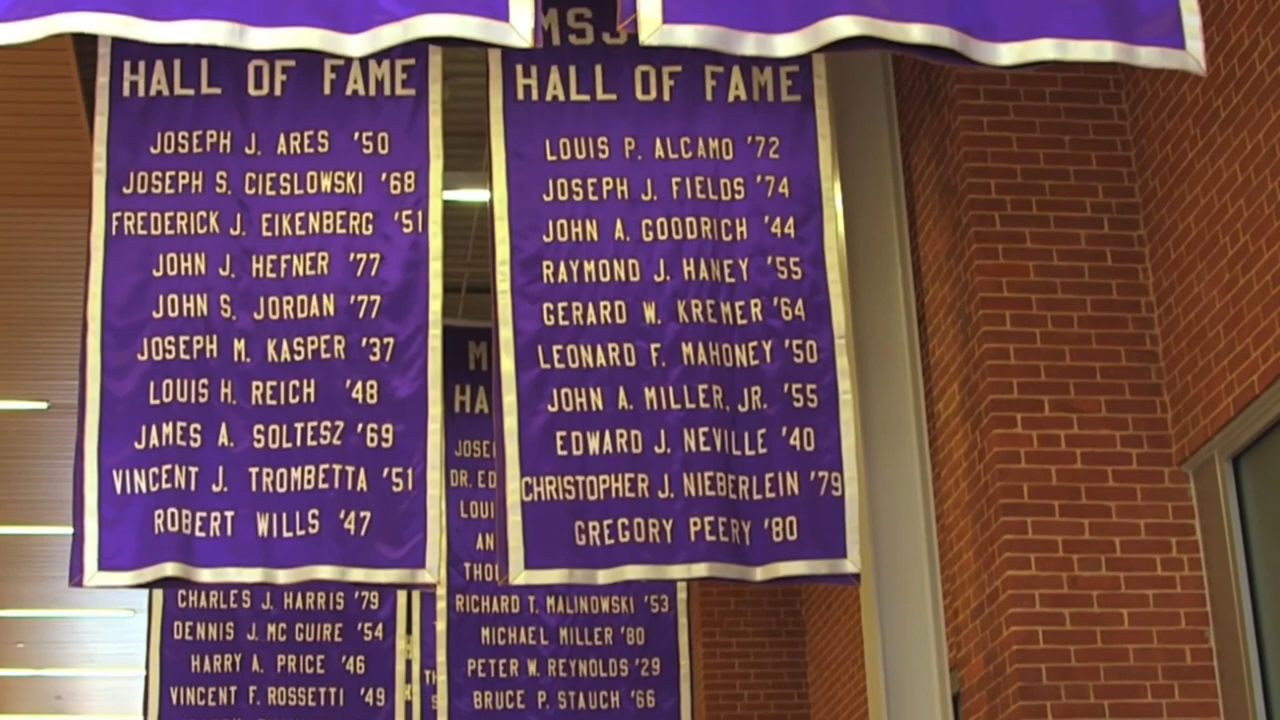 HALL OF FAME
JOSEPH J. ARES '50
JOSEPH S. CIESLOWSKI '68
FREDERICK J. EIKENBERG '51
JOHN J. HEFNER '77
JOHN S. JORDAN '77
JOSEPH M. KASPER '37
LOUIS H. REICH '48
JAMES A. SOLTESZ '69
VINCENT J. TROMBETTA '51
ROBERT WILLS '47
MSJ
HALL OF FAME
LOUIS P. ALCAMO '72
JOSEPH J. FIELDS '74
JOHN A. GOODRICH '44
RAYMOND J. HANEY '55
GERARD W. KREMER '64
LEONARD F. MAHONEY '50
JOHN A. MILLER, JR. '55
EDWARD J. NEVILLE '40
CHRISTOPHER J. NIEBERLEIN '79
GREGORY PEERY '80
CHARLES J. HARRIS '79
DENNIS J. MC GUIRE '54
HARRY A. PRICE '46
VINCENT F. ROSSETTI '49
DR. ED
RICHARD T. MALINOWSKI '53
MICHAEL MILLER '80
PETER W. REYNOLDS '29
BRUCE P. STAUCH '66